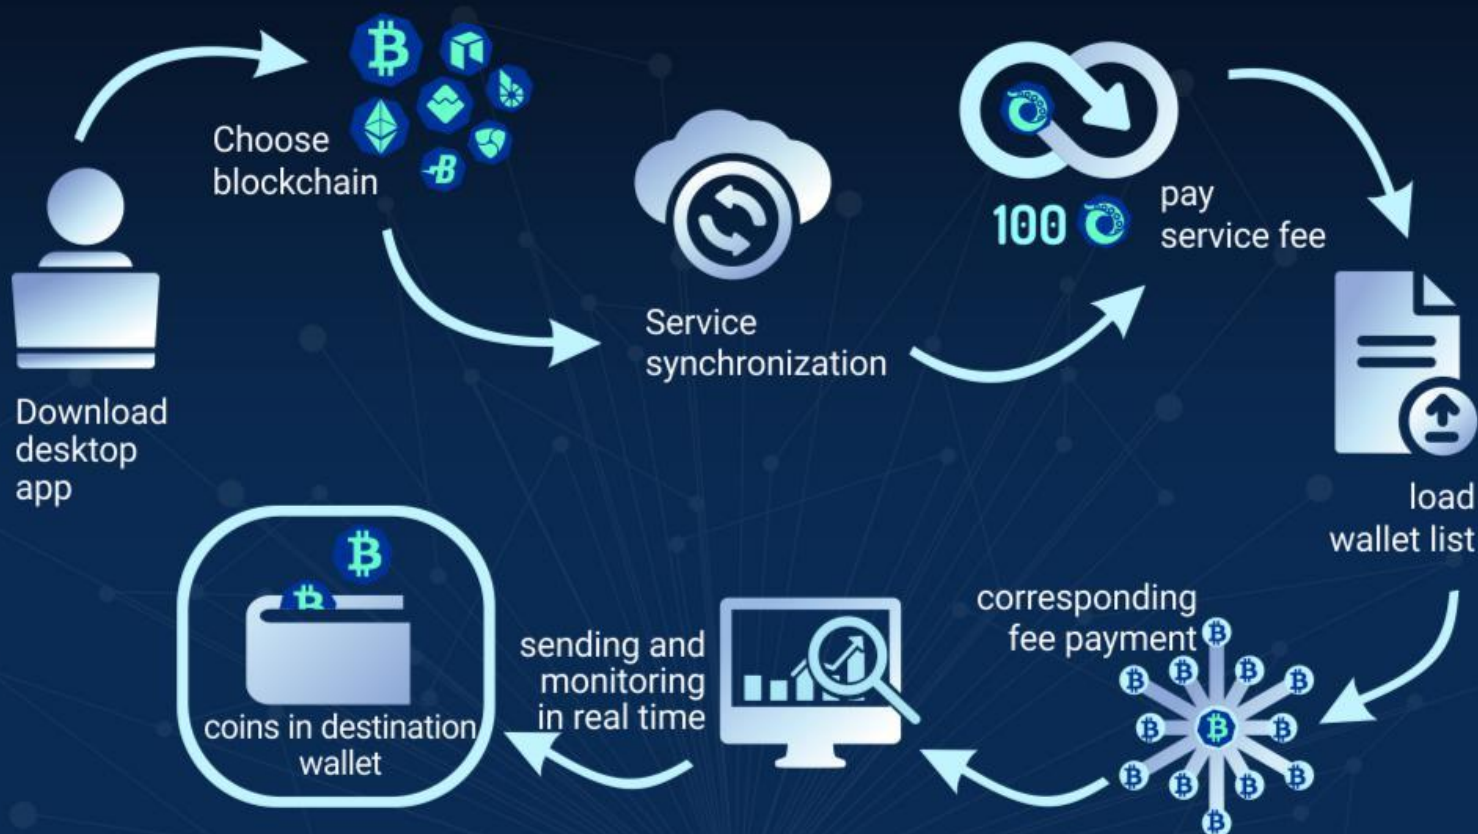 Download
desktop
app
Choose
blockchain
Service
synchronization
100
pay
service fee
load
wallet list
corresponding
fee payment
sending and
monitoring
in real time
coins in destination
wallet